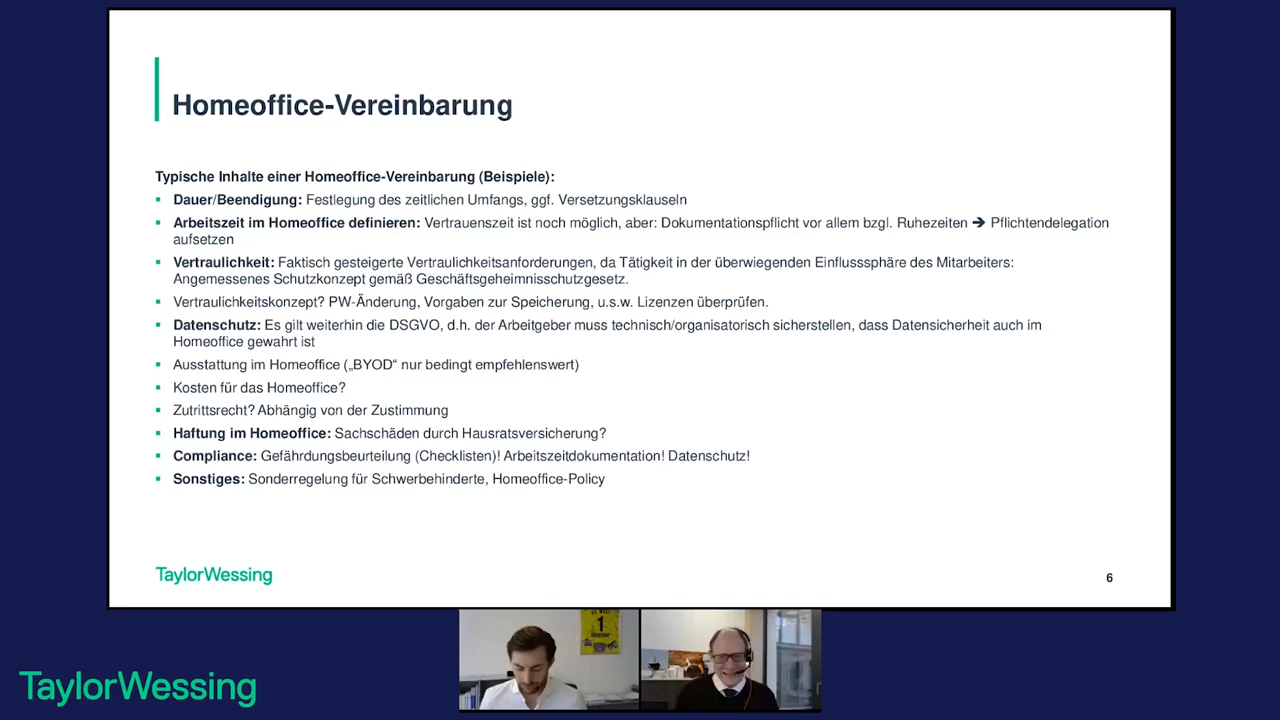 Homeoffice-Vereinbarung
Typische Inhalte einer Homeoffice-Vereinbarung (Beispiele):
▪ Dauer/Beendigung: Festlegung des zeitlichen Umfangs, ggf. Versetzungsklauseln
▪ Arbeitszeit im Homeoffice definieren: Vertrauenszeit ist noch möglich, aber: Dokumentationspflicht vor allem bzgl. Ruhezeiten ➔ Pflichtendelegation
aufsetzen
▪ Vertraulichkeit: Faktisch gesteigerte Vertraulichkeitsanforderungen, da Tätigkeit in der überwiegenden Einflusssphäre des Mitarbeiters:
Angemessenes Schutzkonzept gemäß Geschäftsgeheimnisschutzgesetz.
▪ Vertraulichkeitskonzept? PW-Änderung, Vorgaben zur Speicherung, u.s.w. Lizenzen überprüfen.
▪ Datenschutz: Es gilt weiterhin die DSGVO, d.h. der Arbeitgeber muss technisch/organisatorisch sicherstellen, dass Datensicherheit auch im
Homeoffice gewahrt ist
▪ Ausstattung im Homeoffice („BYOD“ nur bedingt empfehlenswert)
▪ Kosten für das Homeoffice?
▪ Zutrittsrecht? Abhängig von der Zustimmung
▪ Haftung im Homeoffice: Sachschäden durch Hausratsversicherung?
▪ Compliance: Gefährdungsbeurteilung (Checklisten)! Arbeitszeitdokumentation! Datenschutz!
▪ Sonstiges: Sonderregelung für Schwerbehinderte, Homeoffice-Policy
TaylorWessing
6
1
TaylorWessing